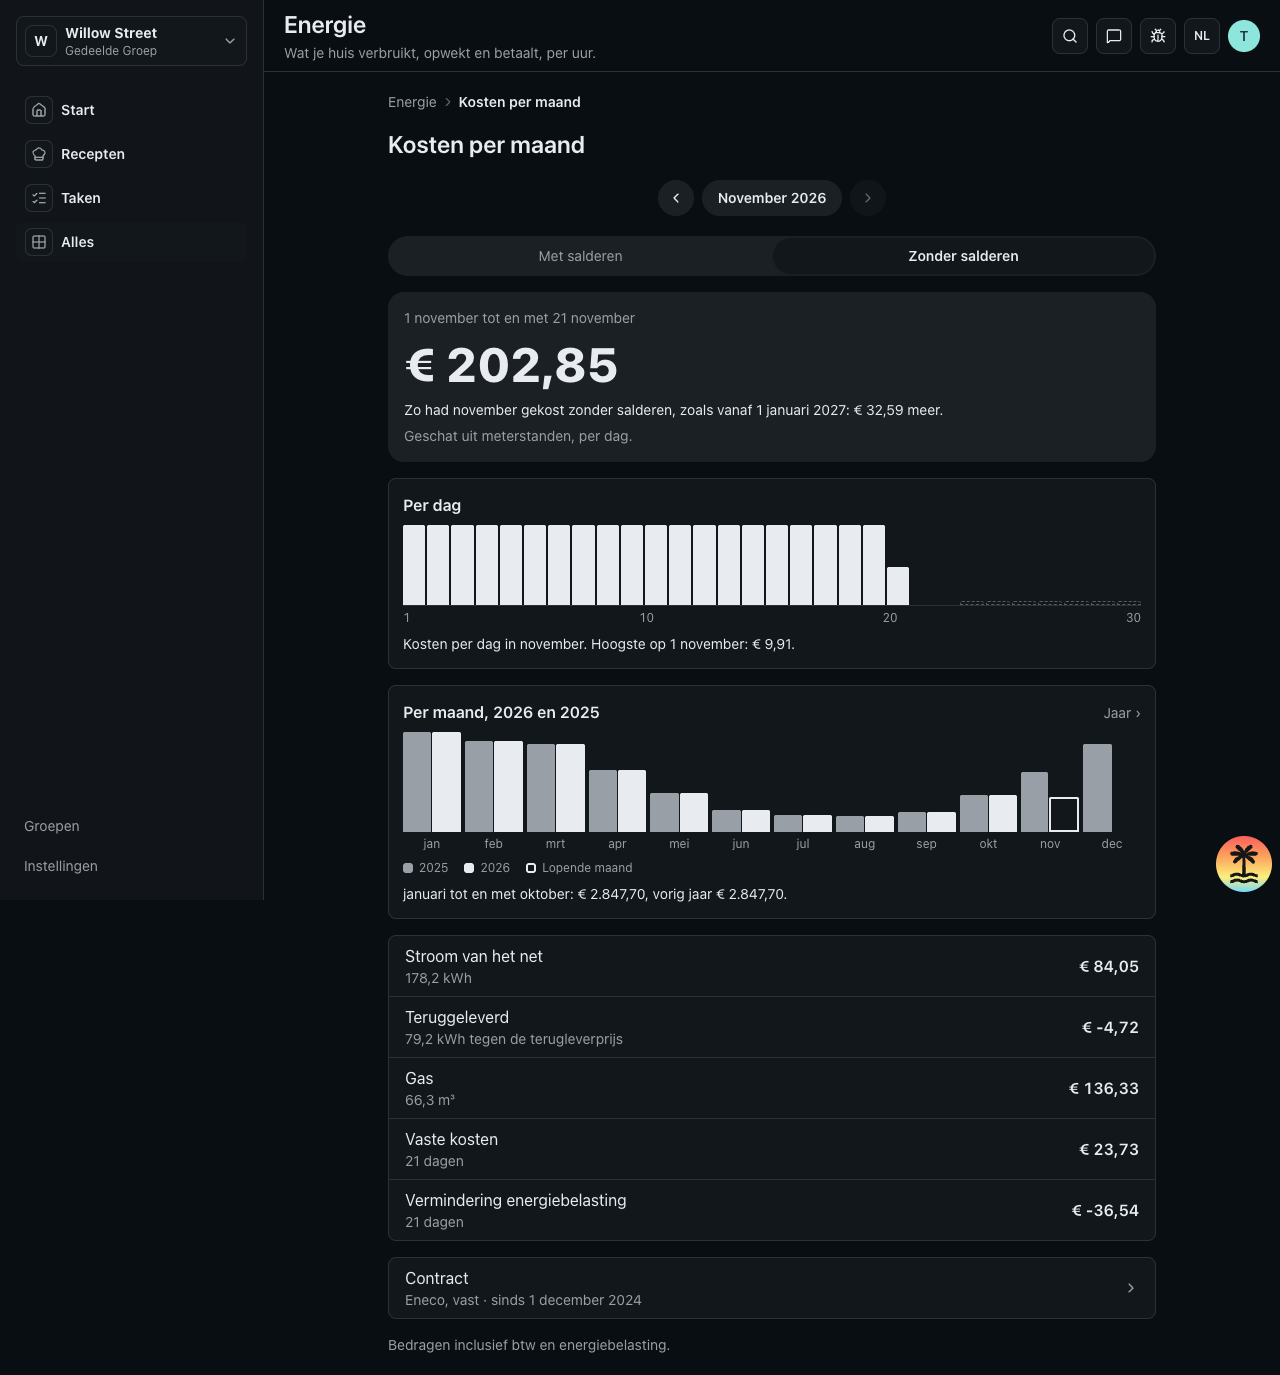 W
Willow Street
Gedeelde Groep
Start
Recepten
Taken
Alles
Groepen
Instellingen
Energie
Wat je huis verbruikt, opwekt en betaalt, per uur.
NL
T
Energie > Kosten per maand
Kosten per maand
November 2026
Met salderen
Zonder salderen
1 november tot en met 21 november
€ 202,85
Zo had november gekost zonder salderen, zoals vanaf 1 januari 2027: € 32,59 meer.
Geschat uit meterstanden, per dag.
Per dag
1 10 20 30
Kosten per dag in november. Hoogste op 1 november: € 9,91.
Per maand, 2026 en 2025
Jaar ›
jan feb mrt apr mei jun jul aug sep okt nov dec
2025 2026 Lopende maand
januari tot en met oktober: € 2.847,70, vorig jaar € 2.847,70.
Stroom van het net
178,2 kWh
€ 84,05
Teruggeleverd
79,2 kWh tegen de terugleverprijs
€ -4,72
Gas
66,3 m³
€ 136,33
Vaste kosten
21 dagen
€ 23,73
Vermindering energiebelasting
21 dagen
€ -36,54
Contract
Eneco, vast · sinds 1 december 2024
Bedragen inclusief btw en energiebelasting.